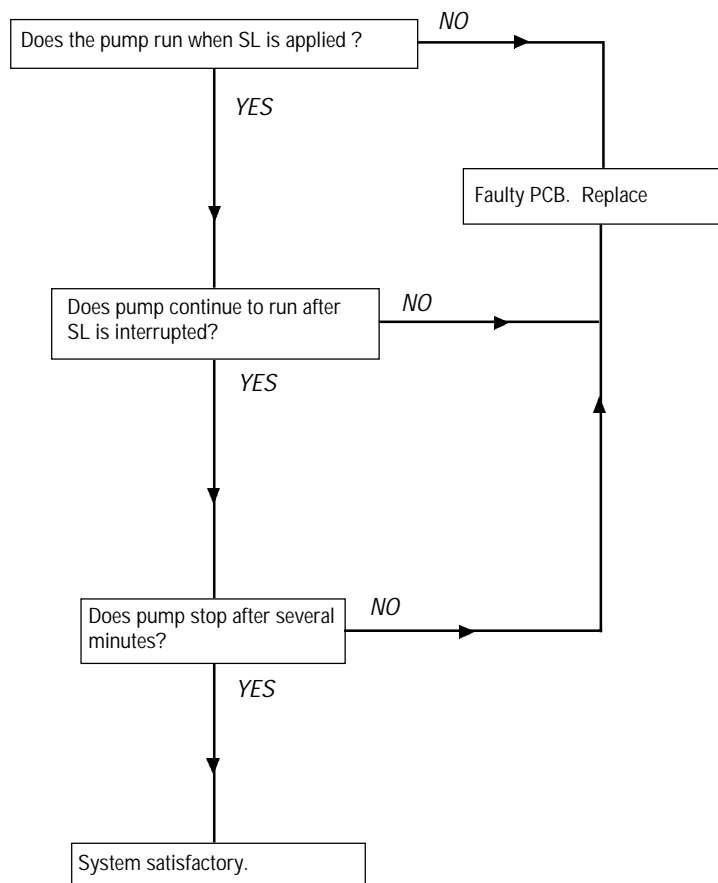 Does the pump run when SL is applied ?
NO
YES
Faulty PCB. Replace
Does pump continue to run after
SL is interrupted?
NO
YES
Does pump stop after several
minutes?
NO
YES
System satisfactory.